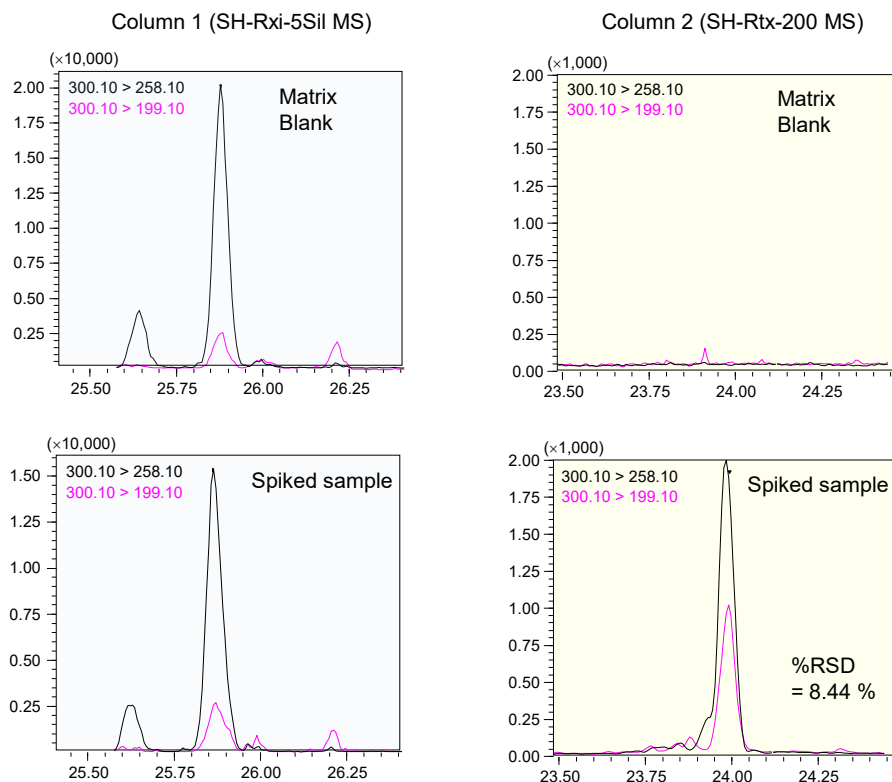 Column 1 (SH-Rxi-5Sil MS)
Column 2 (SH-Rtx-200 MS)
(×10,000)
300.10 > 258.10
300.10 > 199.10
Matrix
Blank
2.00
1.75
1.50
1.25
1.00
0.75
0.50
0.25
25.50
25.75
26.00
26.25
(×1,000)
300.10 > 258.10
300.10 > 199.10
Matrix
Blank
2.00
1.75
1.50
1.25
1.00
0.75
0.50
0.25
0.00
23.50
23.75
24.00
24.25
(×10,000)
300.10 > 258.10
300.10 > 199.10
Spiked sample
1.50
1.25
1.00
0.75
0.50
0.25
25.50
25.75
26.00
26.25
(×1,000)
300.10 > 258.10
300.10 > 199.10
Spiked sample
2.00
1.75
1.50
1.25
1.00
0.75
0.50
0.25
0.00
%RSD
= 8.44 %
23.50
23.75
24.00
24.25